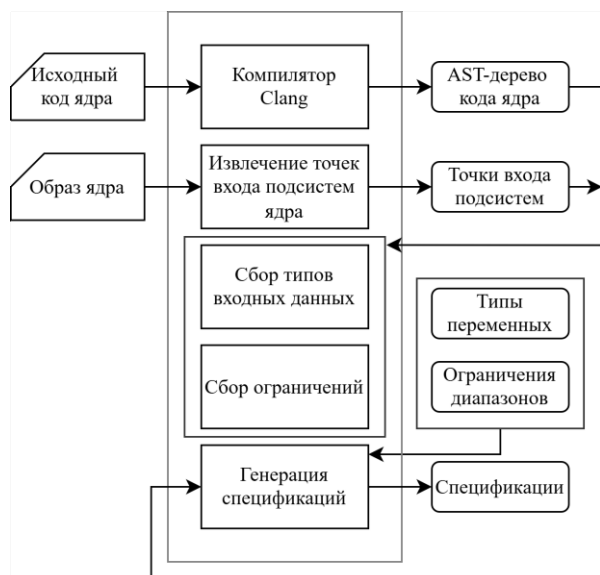 Исходный
код ядра
Компилятор
Clang
AST-дерево
кода ядра
Образ ядра
Извлечение точек
входа подсистем
ядра
Точки входа
подсистем
Сбор типов
входных данных
Типы
переменных
Сбор ограничений
Ограничения
диапазонов
Генерация
спецификаций
Спецификации